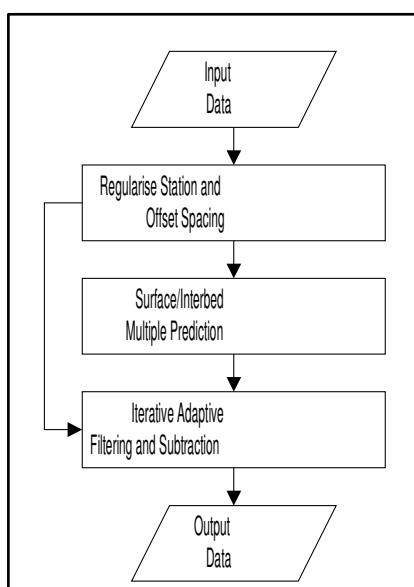 Input
Data
Regularise Station and
Offset Spacing
Surface/Interbed
Multiple Prediction
Iterative Adaptive
Filtering and Subtraction
Output
Data